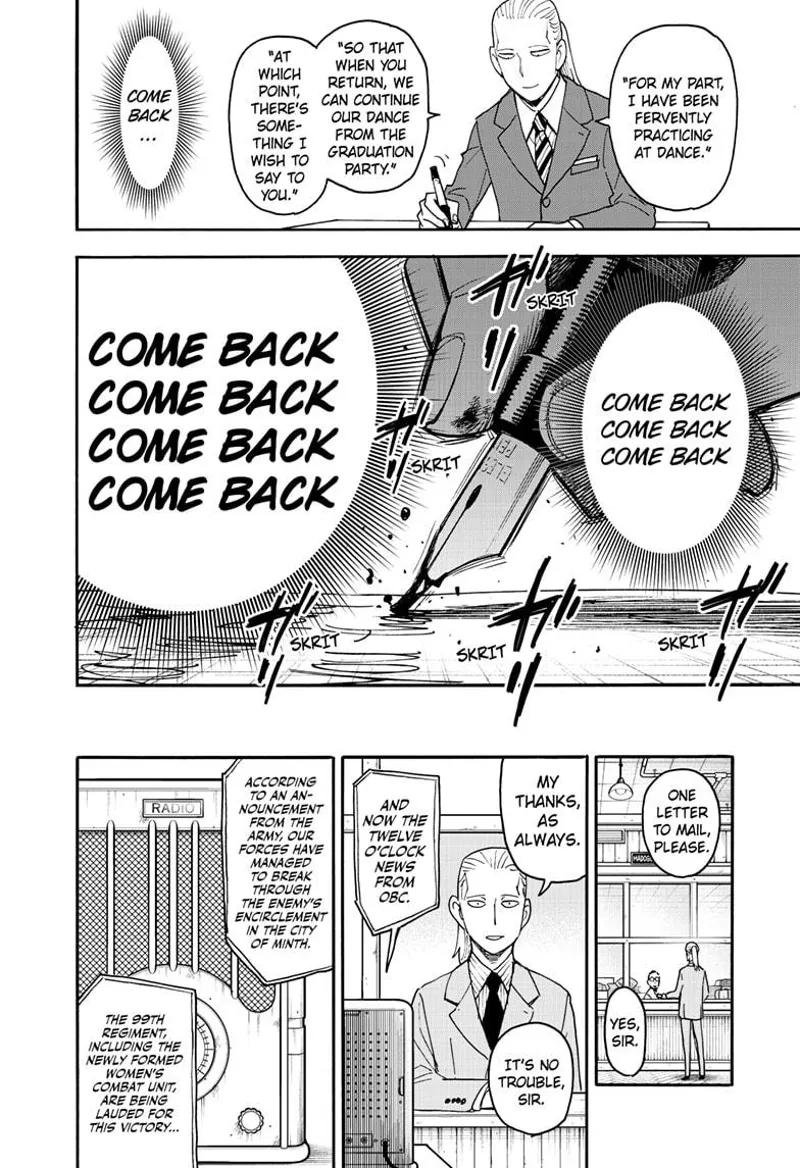 "FOR MY PART,
I HAVE BEEN
FERVENTLY
PRACTICING
AT DANCE."
"SO THAT
WHEN YOU
RETURN, WE
CAN CONTINUE
OUR DANCE
FROM THE
GRADUATION
PARTY."
"AT
WHICH
POINT,
THERE'S
SOME-
THING I
WISH TO
SAY TO
YOU."
COME
BACK
...
SKRIT
COME BACK
COME BACK
COME BACK
SKRIT
COME BACK
COME BACK
COME BACK
COME BACK
SKRIT
SKRIT
SKRIT
ONE
LETTER
TO MAIL,
PLEASE.
YES,
SIR.
MY
THANKS,
AS
ALWAYS.
AND
NOW THE
TWELVE
O'CLOCK
NEWS
FROM
OBC.
IT'S NO
TROUBLE,
SIR.
RADIO
ACCORDING
TO AN AN-
NOUNCEMENT
FROM THE
ARMY, OUR
FORCES HAVE
MANAGED
TO BREAK
THROUGH
THE ENEMY'S
ENCIRCLEMENT
IN THE CITY
OF MINTH.
THE 99TH
REGIMENT,
INCLUDING THE
NEWLY FORMED
WOMEN'S
COMBAT UNIT,
ARE BEING
LAUDED FOR
THIS VICTORY...